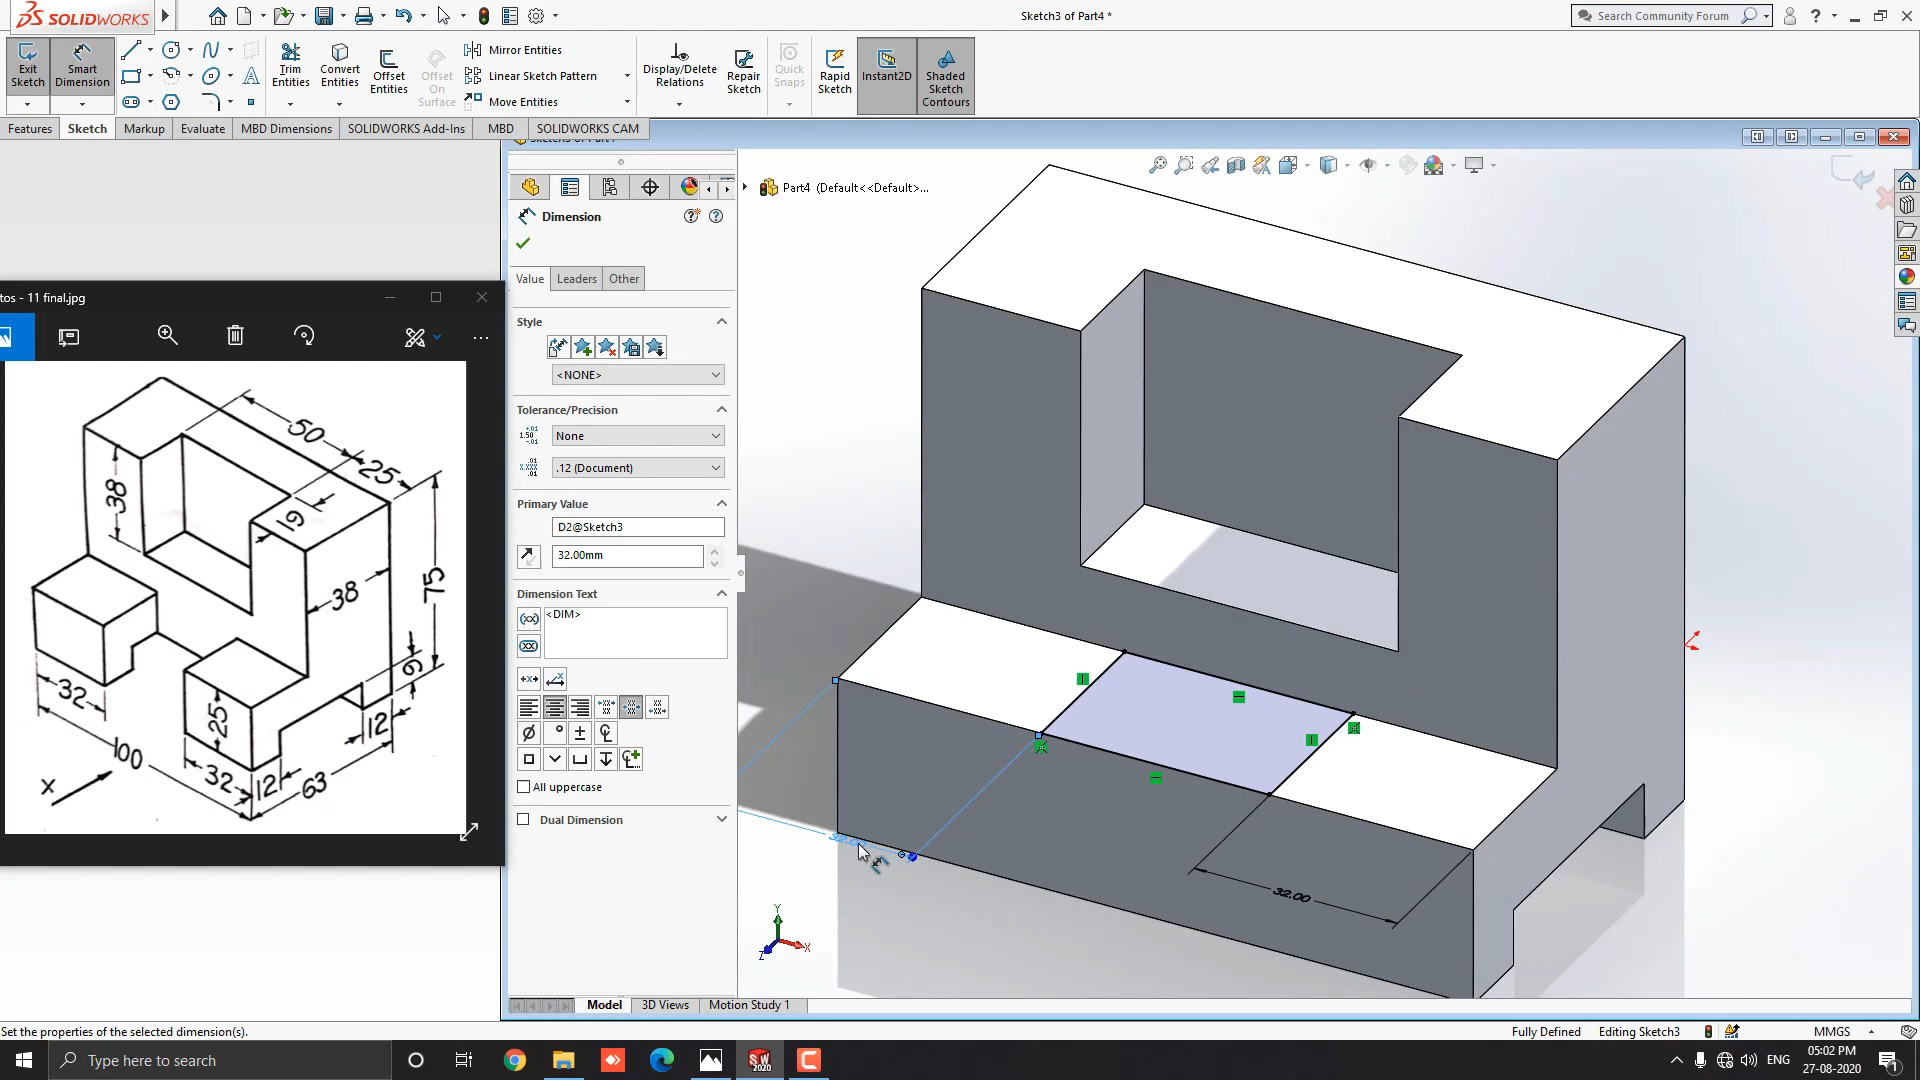 SOLIDWORKS
Sketch3 of Part4 *
Search Community Forum
Exit Sketch
Smart Dimension
Trim Entities
Convert Entities
Offset Entities
Offset On Surface
Mirror Entities
Linear Sketch Pattern
Move Entities
Display/Delete Relations
Repair Sketch
Quick Snaps
Rapid Sketch
Instant2D
Shaded Sketch Contours
Features
Sketch
Markup
Evaluate
MBD Dimensions
SOLIDWORKS Add-Ins
MBD
SOLIDWORKS CAM
Part4 (Default<<Default>...
Dimension
Value
Leaders
Other
Style
<NONE>
Tolerance/Precision
None
.12 (Document)
Primary Value
D2@Sketch3
32.00mm
Dimension Text
<DIM>
All uppercase
Dual Dimension
tos - 11 final.jpg
50
25
38
19
38
75
9
32
25
12
100
32
12
63
X
32.00
Y
X
Z
Model
3D Views
Motion Study 1
Set the properties of the selected dimension(s).
Fully Defined
Editing Sketch3
MMGS
Type here to search
SW
2020
ENG
05:02 PM
27-08-2020
1